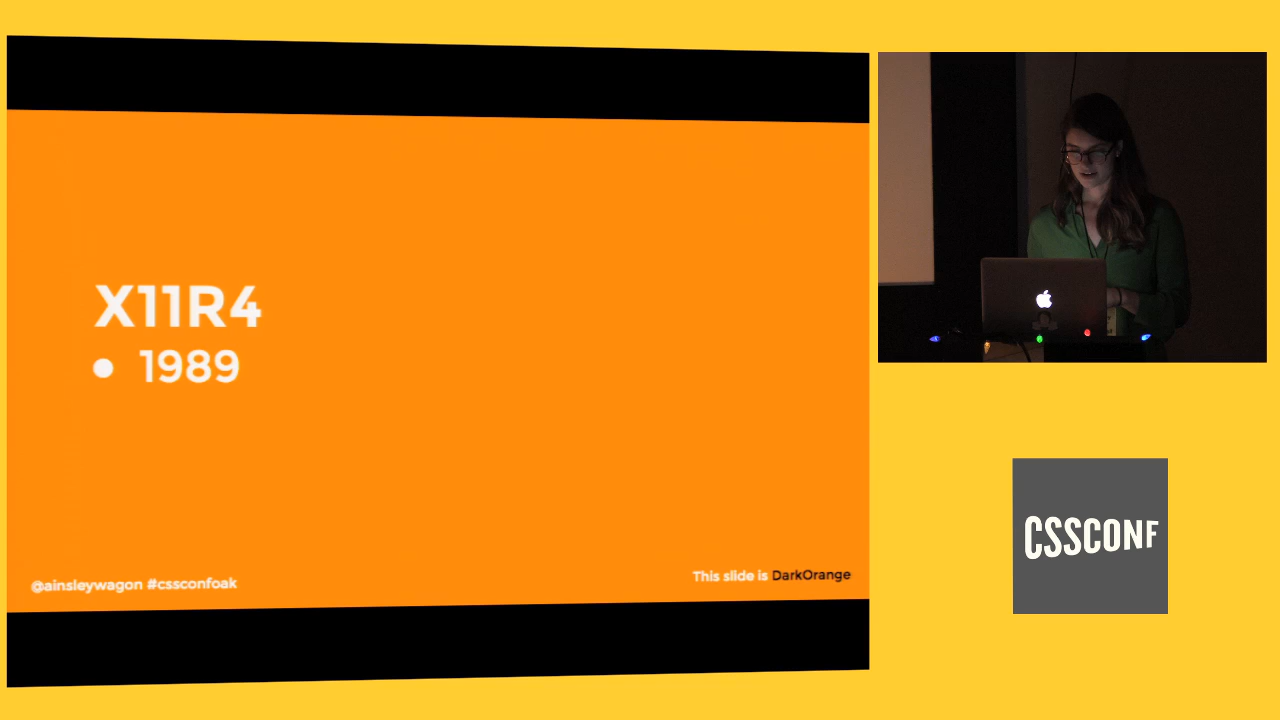 X11R4
• 1989
@ainsleywagon #cssconfoak
This slide is DarkOrange
CSSCONF